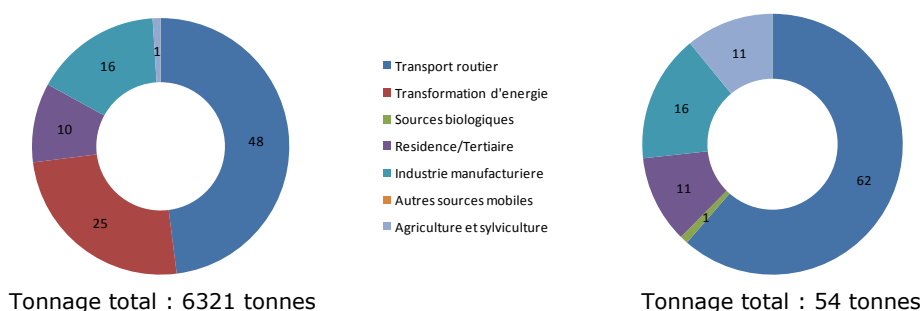 48
25
10
16
1
Tonnage total : 6321 tonnes
Transport routier
Transformation d'energie
Sources biologiques
Residence/Tertiaire
Industrie manufacturiere
Autres sources mobiles
Agriculture et sylviculture
62
1
11
16
11
Tonnage total : 54 tonnes